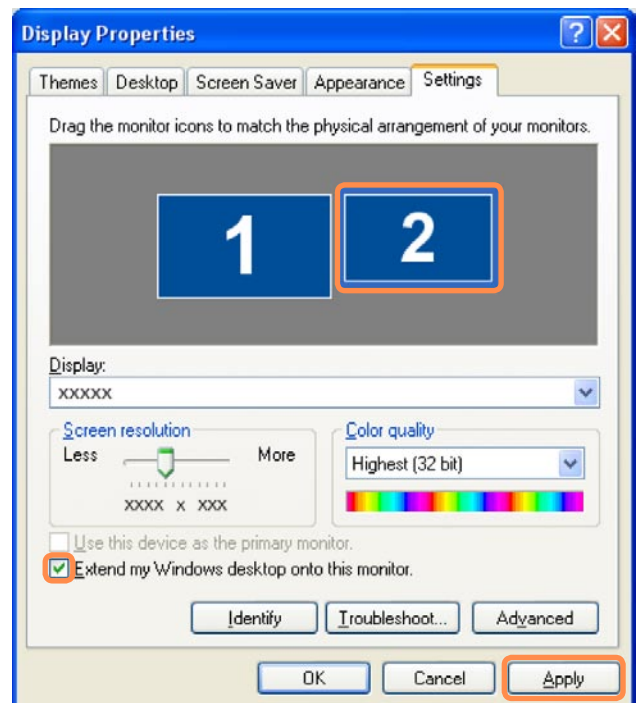 Display Properties
Themes Desktop Screen Saver Appearance Settings
Drag the monitor icons to match the physical arrangement of your monitors.
1 2
Display:
xxxxx
Screen resolution
Less More
xxxx x xxx
Color quality
Highest (32 bit)
Use this device as the primary monitor.
Extend my Windows desktop onto this monitor.
Identify Troubleshoot... Advanced
OK Cancel Apply